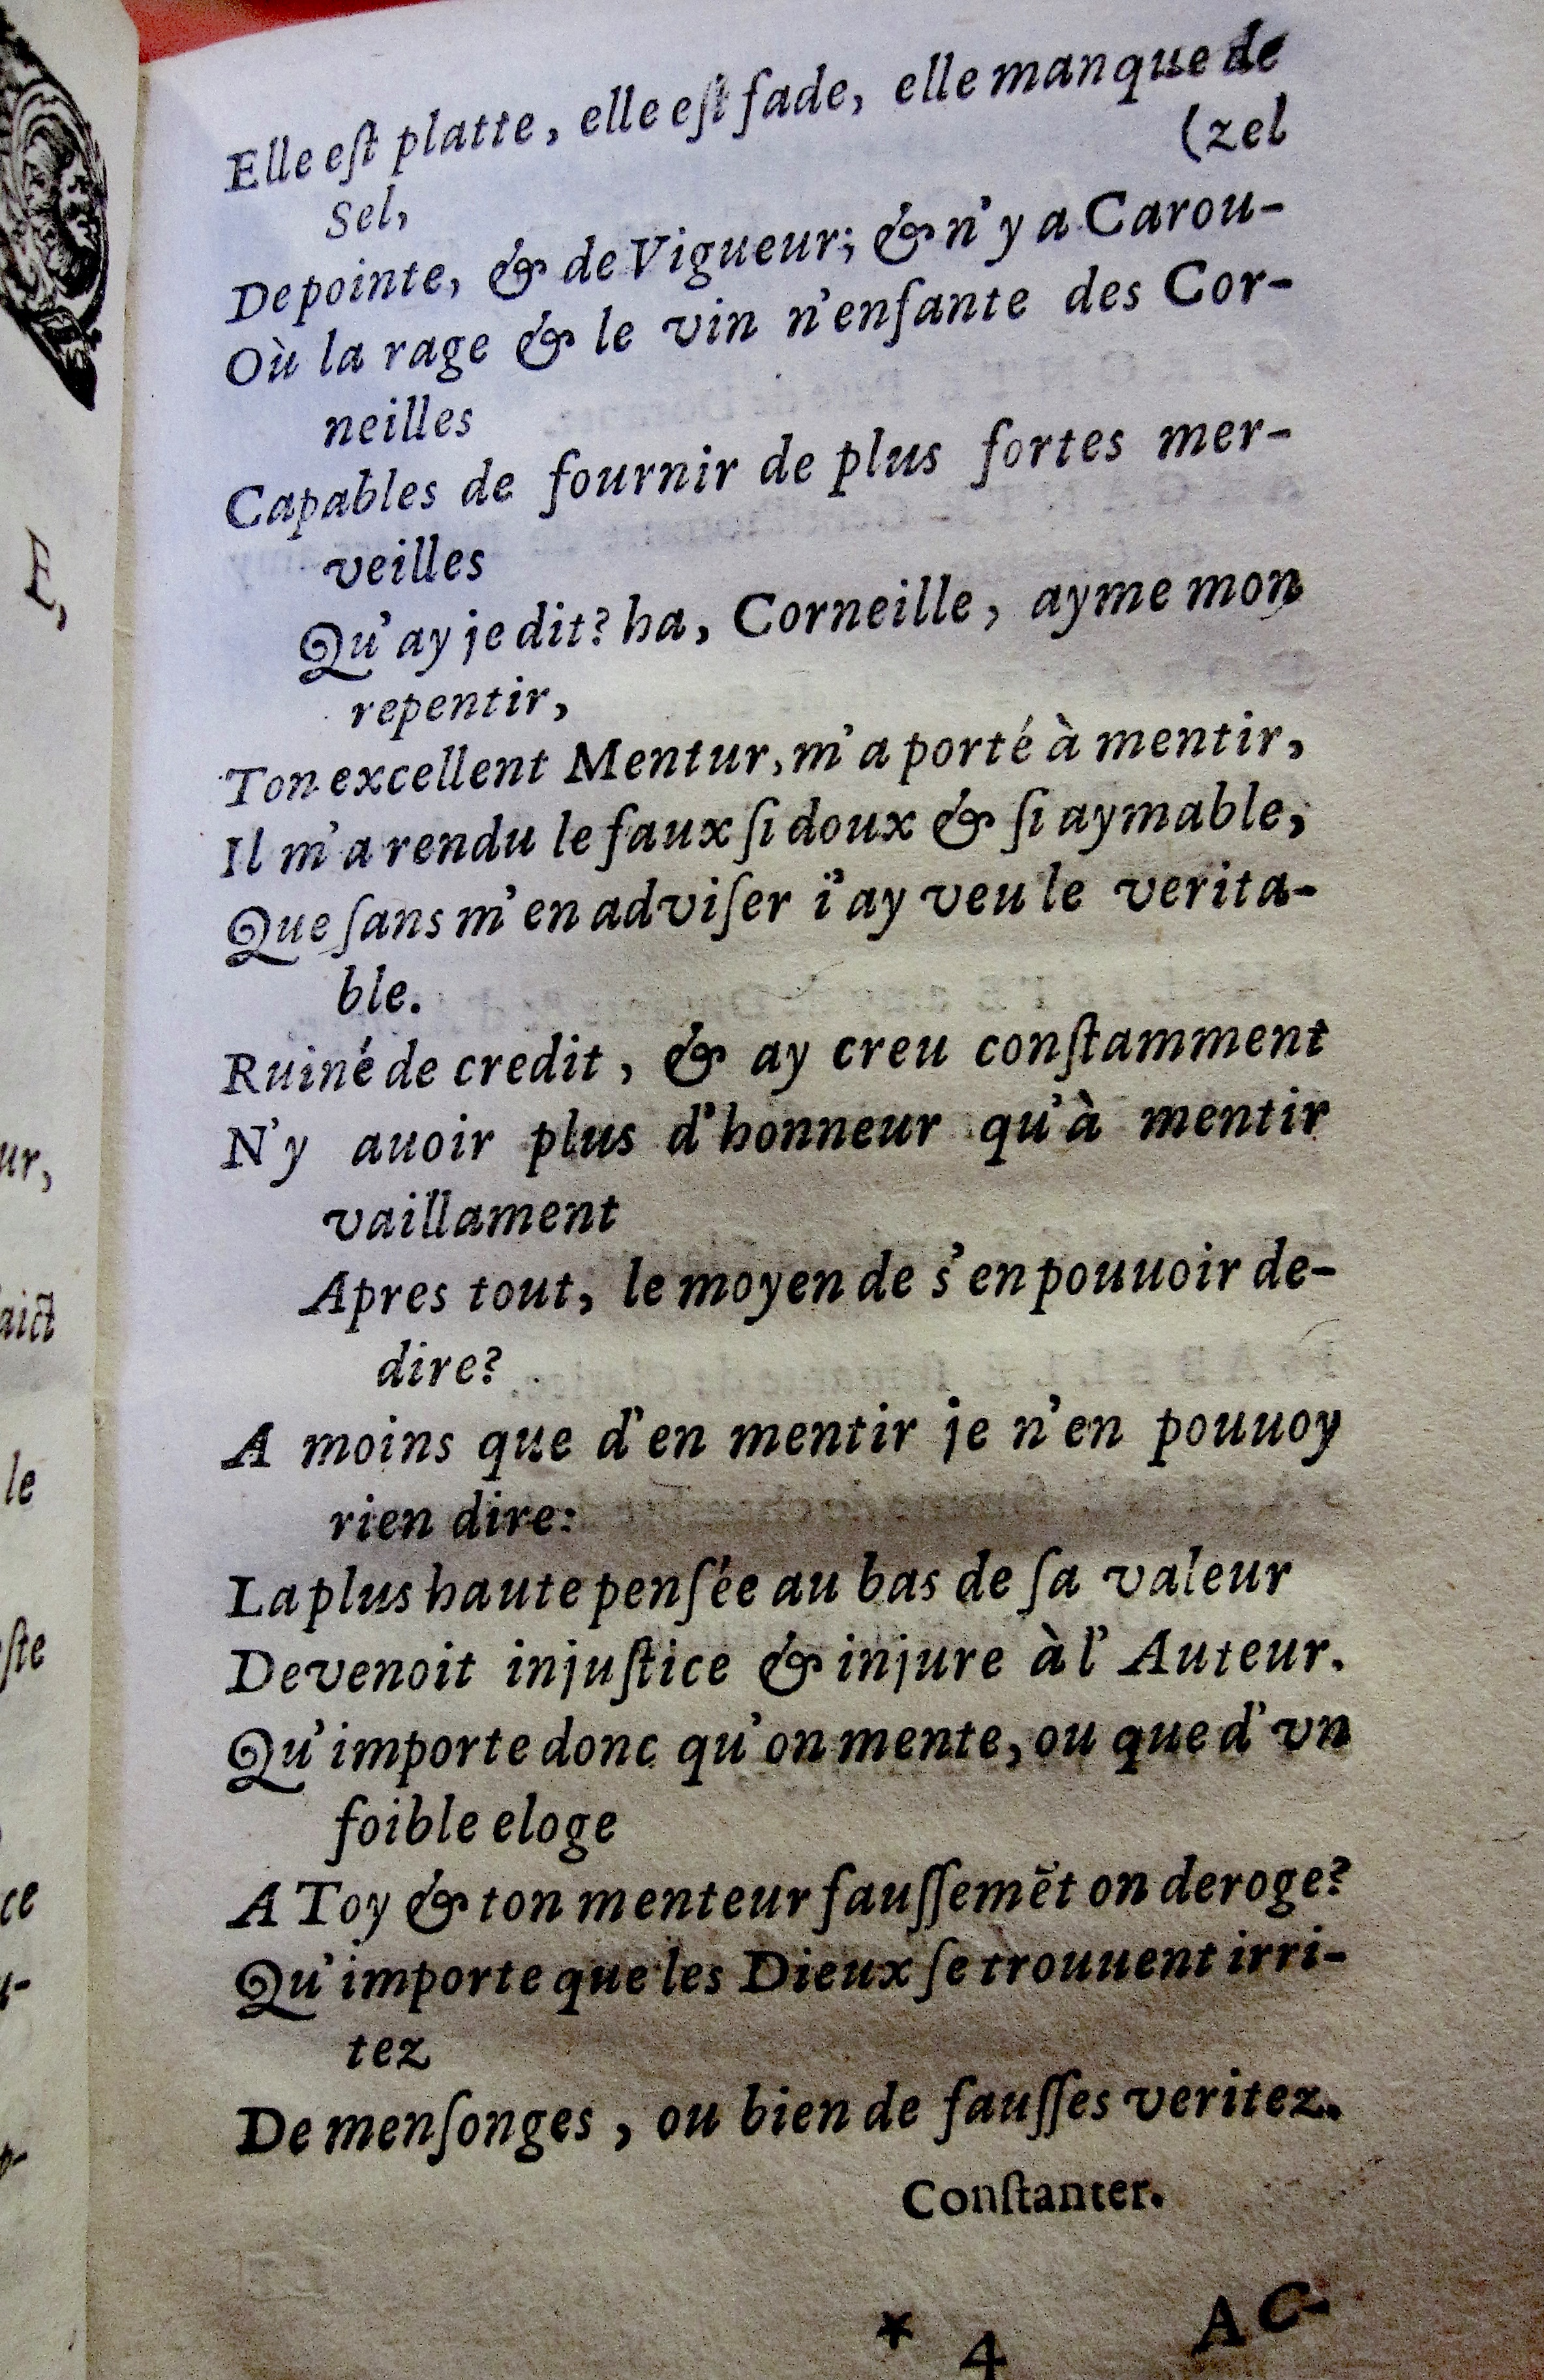 Elle eſt platte, elle eſt fade, elle manque de
(zel
Sel,
De pointe, & de Vigueur; & n'y a Carou-
Où la rage & le vin n'enfante des Cor-
neilles
Capables de fournir de plus fortes mer-
veilles
Qu'ay je dit? ha, Corneille, ayme mon
repentir,
Ton excellent Mentur, m'a porté à mentir,
Il m'a rendu le faux ſi doux & ſi aymable,
Que ſans m'en adviſer i'ay veu le verita-
ble.
Ruiné de credit, & ay creu conſtamment
N'y auoir plus d'honneur qu'à mentir
vaillament
Apres tout, le moyen de s'en pouuoir de-
dire?
A moins que d'en mentir je n'en pouuoy
rien dire:
La plus haute penſée au bas de ſa valeur
Devenoit injuſtice & injure à l'Auteur.
Qu'importe donc qu'on mente, ou que d'vn
foible eloge
A Toy & ton menteur fauſſemēt on deroge?
Qu'importe que les Dieux ſe trouuent irri-
tez
De menſonges, ou bien de fauſſes veritez.
Conſtanter.
* 4 AC-
E,
ur,
aict
le
ſte
ce